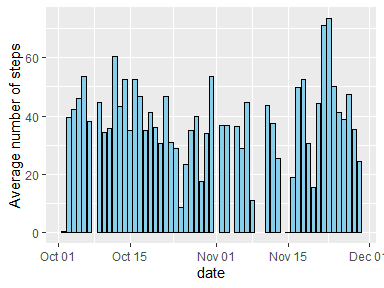 Average number of steps
60
40
20
0
Oct 01
Oct 15
Nov 01
Nov 15
Dec 01
date